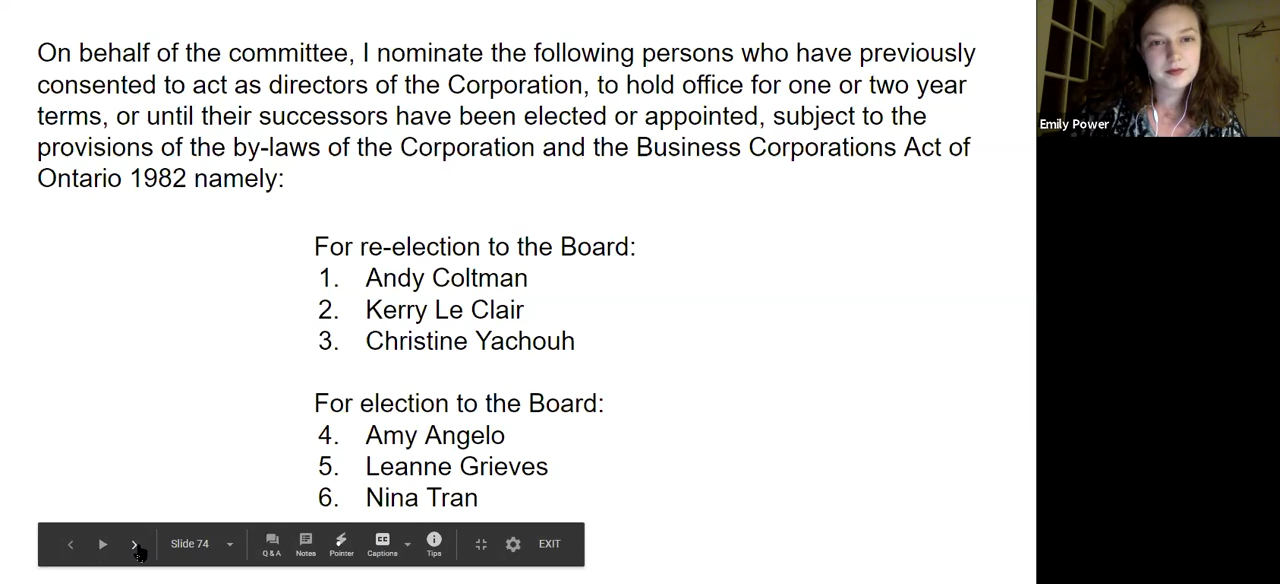 On behalf of the committee, I nominate the following persons who have previously
consented to act as directors of the Corporation, to hold office for one or two year
terms, or until their successors have been elected or appointed, subject to the
provisions of the by-laws of the Corporation and the Business Corporations Act of
Ontario 1982 namely:
For re-election to the Board:
1. Andy Coltman
2. Kerry Le Clair
3. Christine Yachouh
For election to the Board:
4. Amy Angelo
5. Leanne Grieves
6. Nina Tran
Slide 74 Q&A Notes Pointer CC Captions Tips EXIT
Emily Power